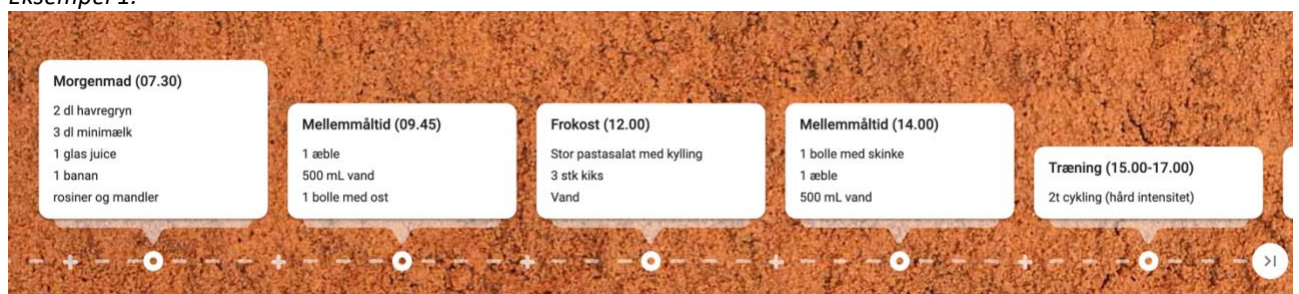 Eksempel 1:
Morgenmad (07.30)
2 dl havregryn
3 dl minimælk
1 glas juice
1 banan
rosiner og mandler
Mellemmåltid (09.45)
1 æble
500 mL vand
1 bolle med ost
Frokost (12.00)
Stor pastasalat med kylling
3 stk kiks
Vand
Mellemmåltid (14.00)
1 bolle med skinke
1 æble
500 mL vand
Træning (15.00-17.00)
2t cykling (hård intensitet)